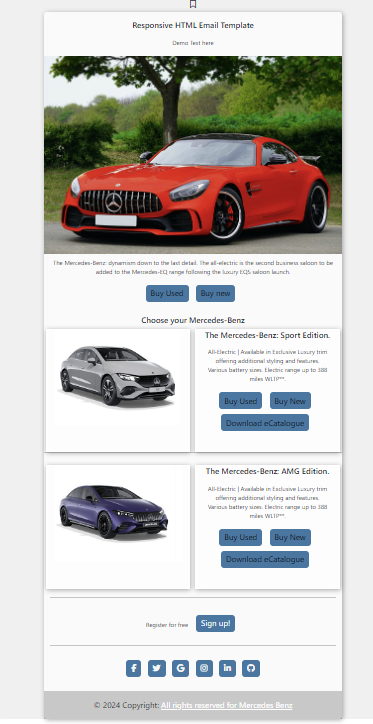 Responsive HTML Email Template
Demo Text here
The Mercedes-Benz: dynamism down to the last detail. The all-electric is the second business saloon to be
added to the Mercedes-EQ range following the luxury EQS saloon launch.
Buy Used Buy new
Choose your Mercedes-Benz
The Mercedes-Benz: Sport Edition.
All-Electric | Available in Exclusive Luxury trim
offering additional styling and features.
Various battery sizes. Electric range up to 388
miles WLTP**.
Buy Used Buy New
Download eCatalogue
The Mercedes-Benz: AMG Edition.
All-Electric | Available in Exclusive Luxury trim
offering additional styling and features.
Various battery sizes. Electric range up to 388
miles WLTP**.
Buy Used Buy New
Download eCatalogue
Register for free Sign up!
© 2024 Copyright: All rights reserved for Mercedes Benz